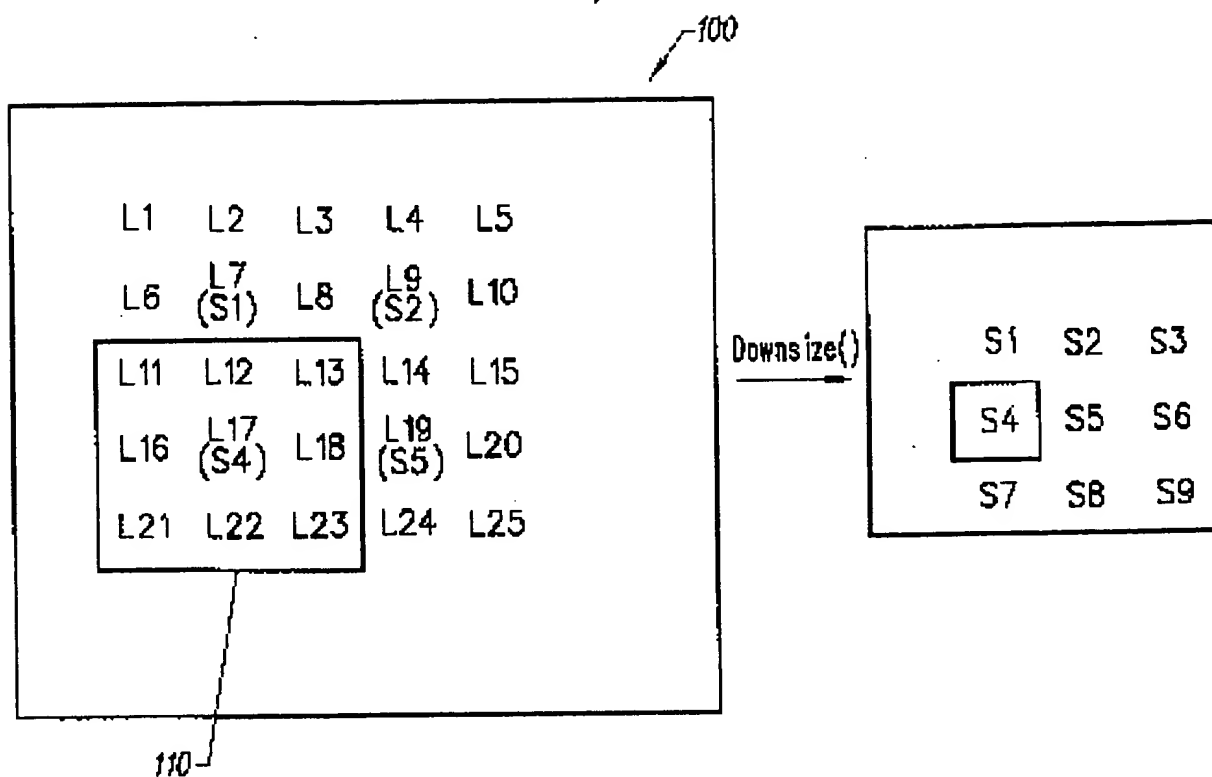 100
L1 L2 L3 L4 L5
L6 L7 (S1) L8 L9 (S2) L10
L11 L12 L13 L14 L15
L16 L17 (S4) L18 L19 (S5) L20
L21 L22 L23 L24 L25
110
Downsize()
S1 S2 S3
S4 S5 S6
S7 S8 S9